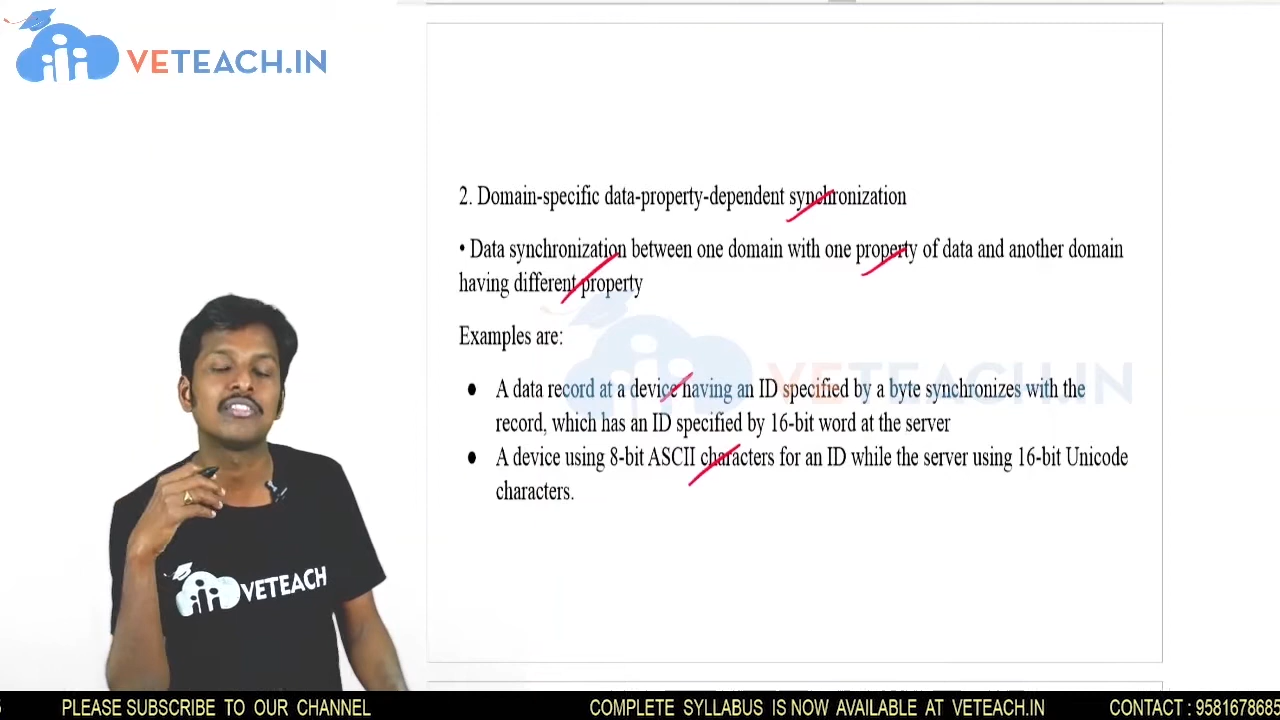 VETEACH.IN
2. Domain-specific data-property-dependent synchronization
• Data synchronization between one domain with one property of data and another domain
having different property
Examples are:
● A data record at a device having an ID specified by a byte synchronizes with the
record, which has an ID specified by 16-bit word at the server
● A device using 8-bit ASCII characters for an ID while the server using 16-bit Unicode
characters.
VETEACH.IN
VETEACH
PLEASE SUBSCRIBE TO OUR CHANNEL COMPLETE SYLLABUS IS NOW AVAILABLE AT VETEACH.IN CONTACT : 9581678685